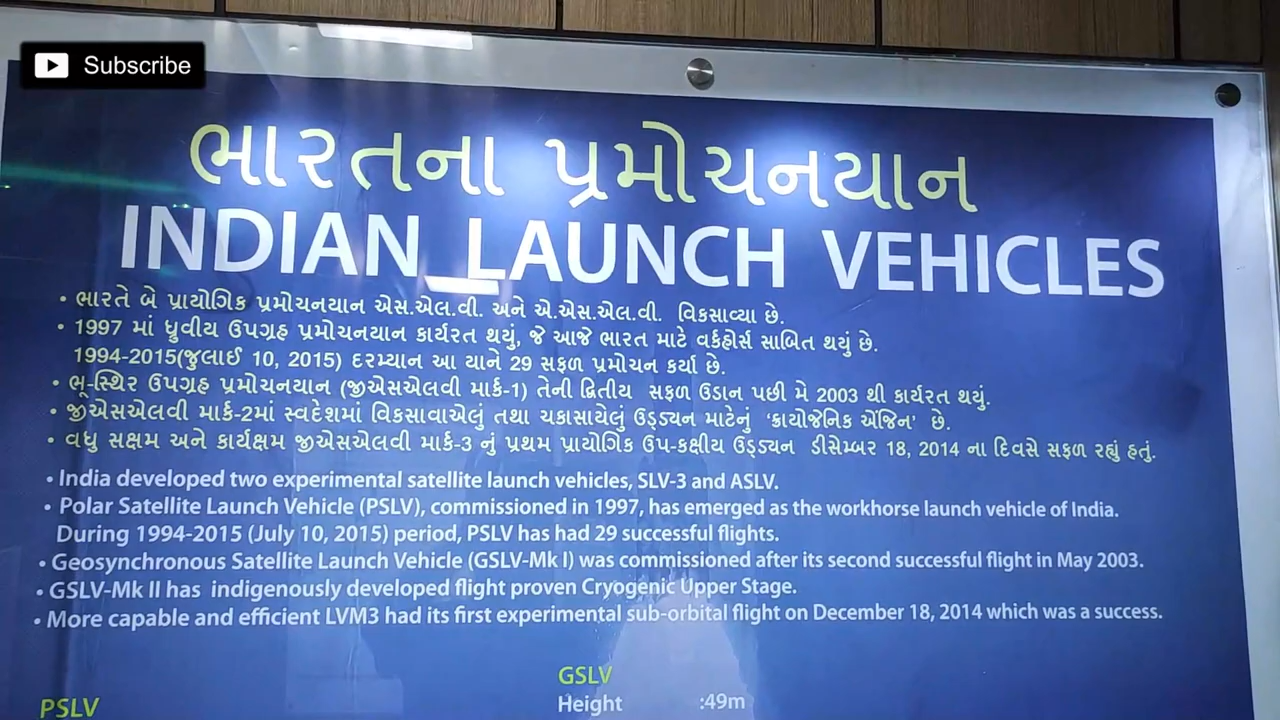 Subscribe
ભારતના પ્રમોચનયાન
INDIAN LAUNCH VEHICLES
• ભારતે બે પ્રાયોગિક પ્રમોચનયાન એસ.એલ.વી. અને એ.એસ.એલ.વી. વિકસાવ્યા છે.
• 1997 માં ધ્રુવીય ઉપગ્રહ પ્રમોચનયાન કાર્યરત થયું, જે આજે ભારત માટે વર્કહોર્સ સાબિત થયું છે.
1994-2015(જુલાઈ 10, 2015) દરમ્યાન આ યાને 29 સફળ પ્રમોચન કર્યા છે.
• ભૂ-સ્થિર ઉપગ્રહ પ્રમોચનયાન (જીએસએલવી માર્ક-1) તેની દ્વિતીય સફળ ઉડાન પછી મે 2003 થી કાર્યરત થયું.
• જીએસએલવી માર્ક-2માં સ્વદેશમાં વિકસાવાએલું તથા ચકાસાયેલું ઉડ્ડયન માટેનું ‘ક્રાયોજેનિક એંજિન’ છે.
• વધુ સક્ષમ અને કાર્યક્ષમ જીએસએલવી માર્ક-3 નું પ્રથમ પ્રાયોગિક ઉપ-કક્ષીય ઉડ્ડયન ડીસેમ્બર 18, 2014 ના દિવસે સફળ રહ્યું હતું.
• India developed two experimental satellite launch vehicles, SLV-3 and ASLV.
• Polar Satellite Launch Vehicle (PSLV), commissioned in 1997, has emerged as the workhorse launch vehicle of India.
During 1994-2015 (July 10, 2015) period, PSLV has had 29 successful flights.
• Geosynchronous Satellite Launch Vehicle (GSLV-Mk I) was commissioned after its second successful flight in May 2003.
• GSLV-Mk II has indigenously developed flight proven Cryogenic Upper Stage.
• More capable and efficient LVM3 had its first experimental sub-orbital flight on December 18, 2014 which was a success.
GSLV
Height :49m
PSLV